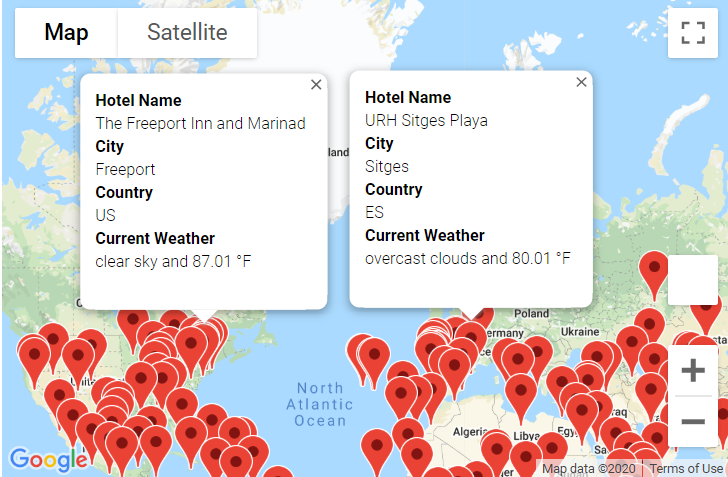 Map
Satellite
Hotel Name
The Freeport Inn and Marinad
City
Freeport
Country
US
Current Weather
clear sky and 87.01 °F
Hotel Name
URH Sitges Playa
City
Sitges
Country
ES
Current Weather
overcast clouds and 80.01 °F
land
Poland
ermany
Ukraine
North
Atlantic
Ocean
Algeria
Libya
Google
Map data ©2020
Terms of Use